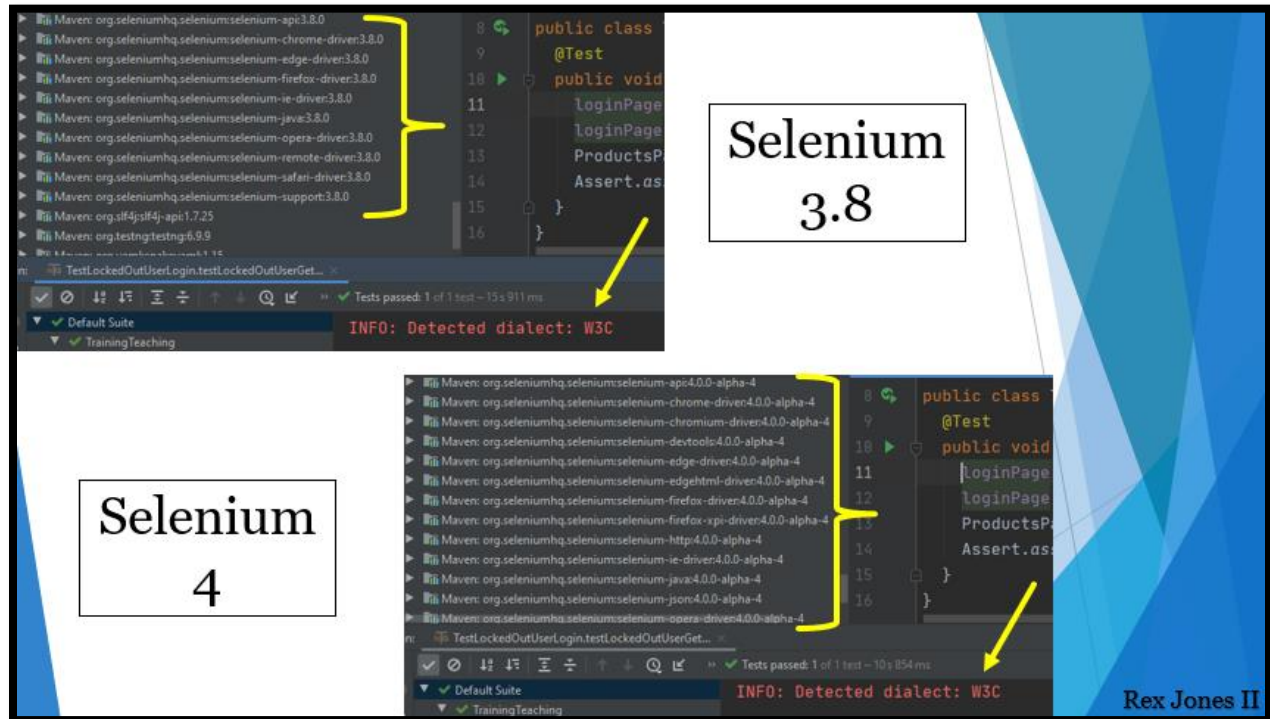 Maven: org.seleniumhq.selenium:selenium-api:3.8.0
Maven: org.seleniumhq.selenium:selenium-chrome-driver:3.8.0
Maven: org.seleniumhq.selenium:selenium-edge-driver:3.8.0
Maven: org.seleniumhq.selenium:selenium-firefox-driver:3.8.0
Maven: org.seleniumhq.selenium:selenium-ie-driver:3.8.0
Maven: org.seleniumhq.selenium:selenium-java:3.8.0
Maven: org.seleniumhq.selenium:selenium-opera-driver:3.8.0
Maven: org.seleniumhq.selenium:selenium-remote-driver:3.8.0
Maven: org.seleniumhq.selenium:selenium-safari-driver:3.8.0
Maven: org.seleniumhq.selenium:selenium-support:3.8.0
Maven: org.slf4j:slf4j-api:1.7.25
Maven: org.testng:testng:6.9.9
8 public class
9 @Test
10 public void
11 loginPage
12 loginPage
13 ProductsPa
14 Assert.as
15 }
16 }
TestLockedOutUserLogin.testLockedOutUserGet...
Tests passed: 1 of 1 test – 15 s 911 ms
Default Suite
TrainingTeaching
INFO: Detected dialect: W3C
Selenium
3.8
Selenium
4
Maven: org.seleniumhq.selenium:selenium-api:4.0.0-alpha-4
Maven: org.seleniumhq.selenium:selenium-chrome-driver:4.0.0-alpha-4
Maven: org.seleniumhq.selenium:selenium-chromium-driver:4.0.0-alpha-4
Maven: org.seleniumhq.selenium:selenium-devtools:4.0.0-alpha-4
Maven: org.seleniumhq.selenium:selenium-edge-driver:4.0.0-alpha-4
Maven: org.seleniumhq.selenium:selenium-edgehtml-driver:4.0.0-alpha-4
Maven: org.seleniumhq.selenium:selenium-firefox-driver:4.0.0-alpha-4
Maven: org.seleniumhq.selenium:selenium-firefox-xpi-driver:4.0.0-alpha-4
Maven: org.seleniumhq.selenium:selenium-http:4.0.0-alpha-4
Maven: org.seleniumhq.selenium:selenium-ie-driver:4.0.0-alpha-4
Maven: org.seleniumhq.selenium:selenium-java:4.0.0-alpha-4
Maven: org.seleniumhq.selenium:selenium-json:4.0.0-alpha-4
Maven: org.seleniumhq.selenium:selenium-opera-driver:4.0.0-alpha-4
8 public class
9 @Test
10 public void
11 loginPage
12 loginPage
13 ProductsPa
14 Assert.as
15 }
16 }
TestLockedOutUserLogin.testLockedOutUserGet...
Tests passed: 1 of 1 test – 10 s 854 ms
Default Suite
TrainingTeaching
INFO: Detected dialect: W3C
Rex Jones II